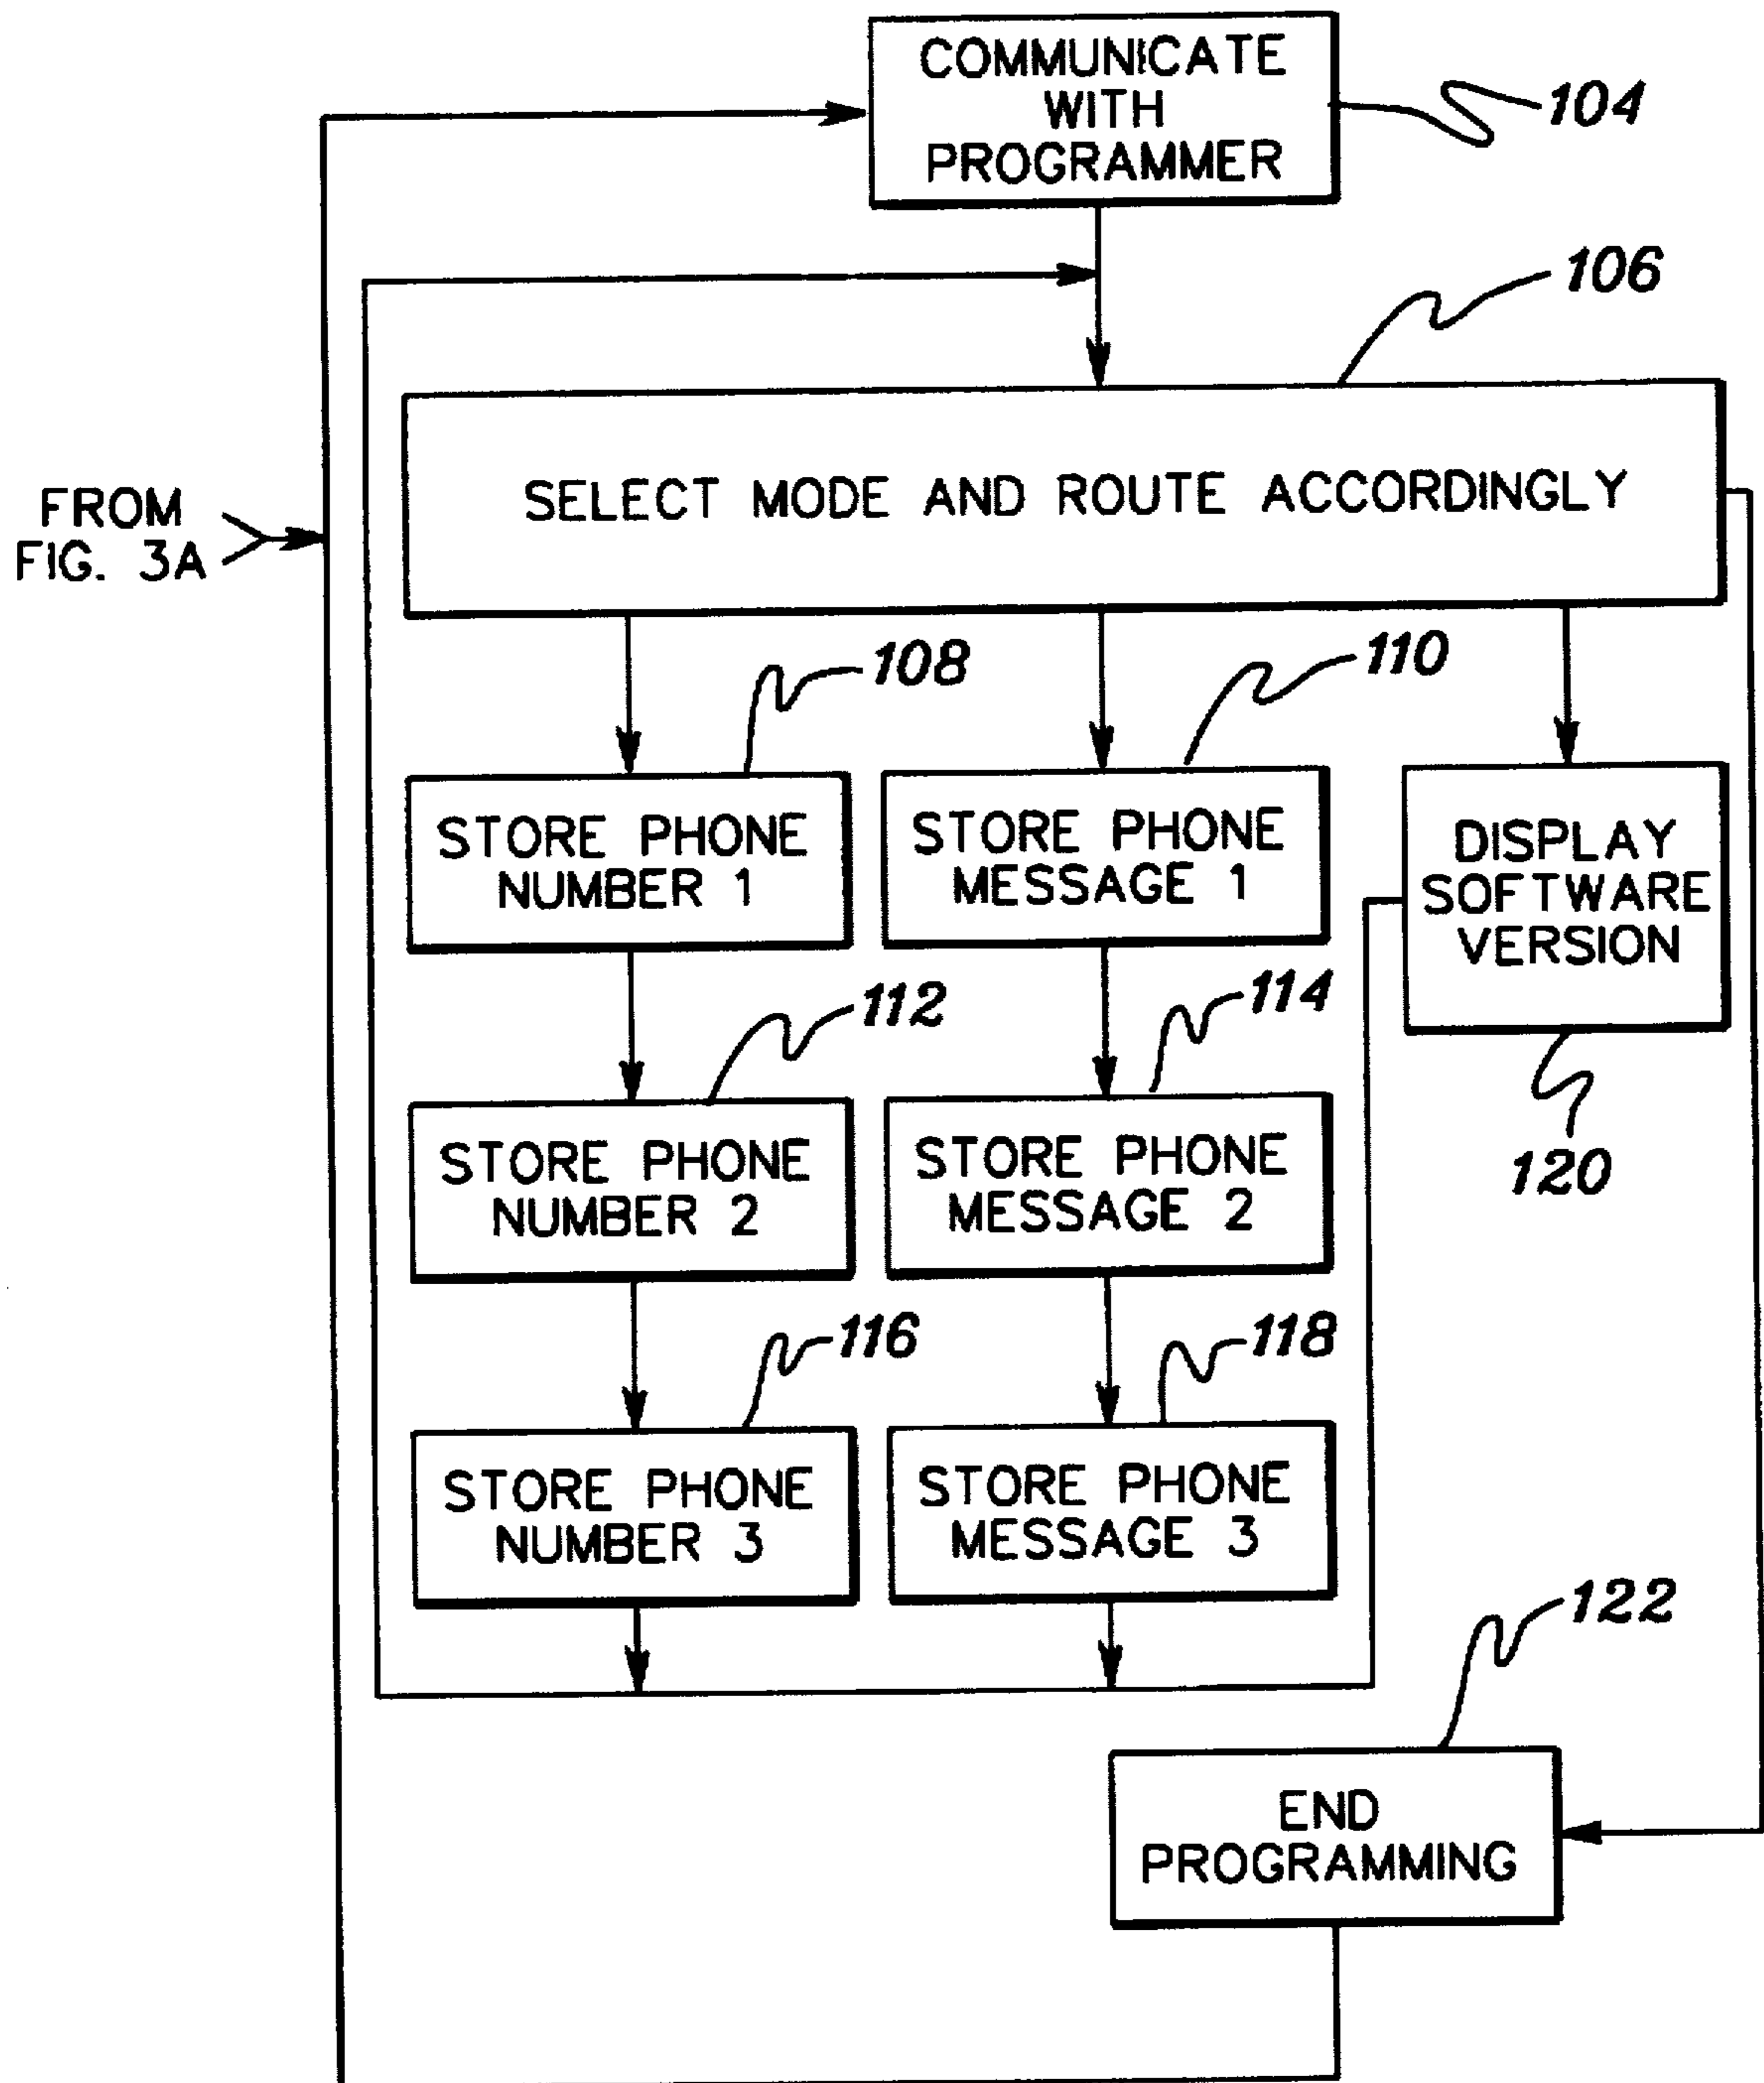 COMMUNICATE
WITH
PROGRAMMER
104
106
SELECT MODE AND ROUTE ACCORDINGLY
FROM
FIG. 3A
108
110
STORE PHONE
NUMBER 1
STORE PHONE
MESSAGE 1
DISPLAY
SOFTWARE
VERSION
112
114
120
STORE PHONE
NUMBER 2
STORE PHONE
MESSAGE 2
116
118
STORE PHONE
NUMBER 3
STORE PHONE
MESSAGE 3
122
END
PROGRAMMING